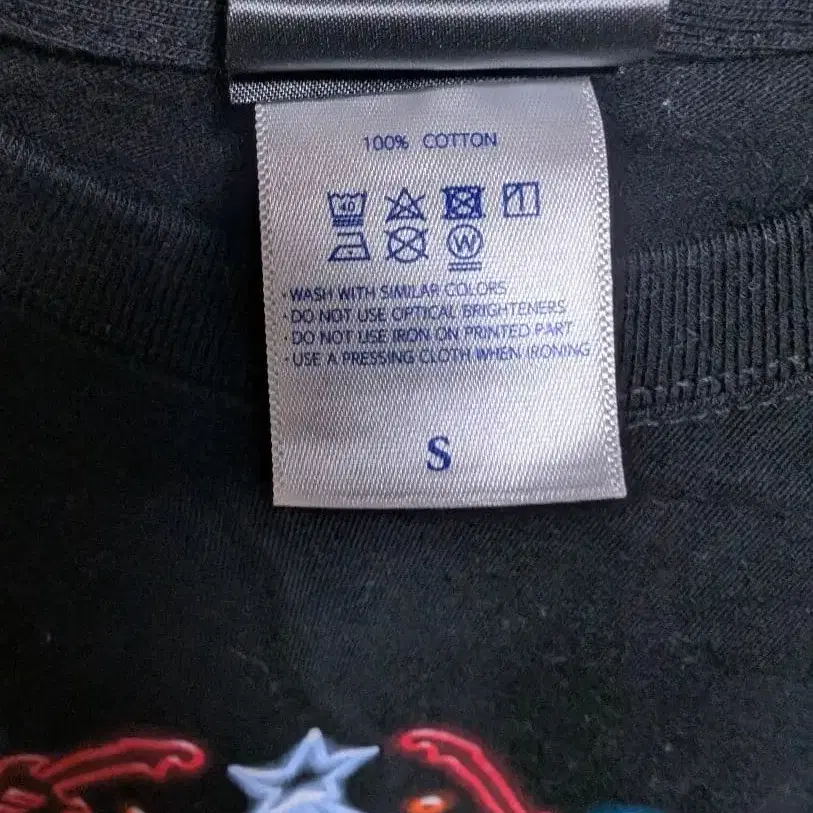 100% COTTON
40
W
·WASH WITH SIMILAR COLORS
·DO NOT USE OPTICAL BRIGHTENERS
·DO NOT USE IRON ON PRINTED PART
·USE A PRESSING CLOTH WHEN IRONING
S